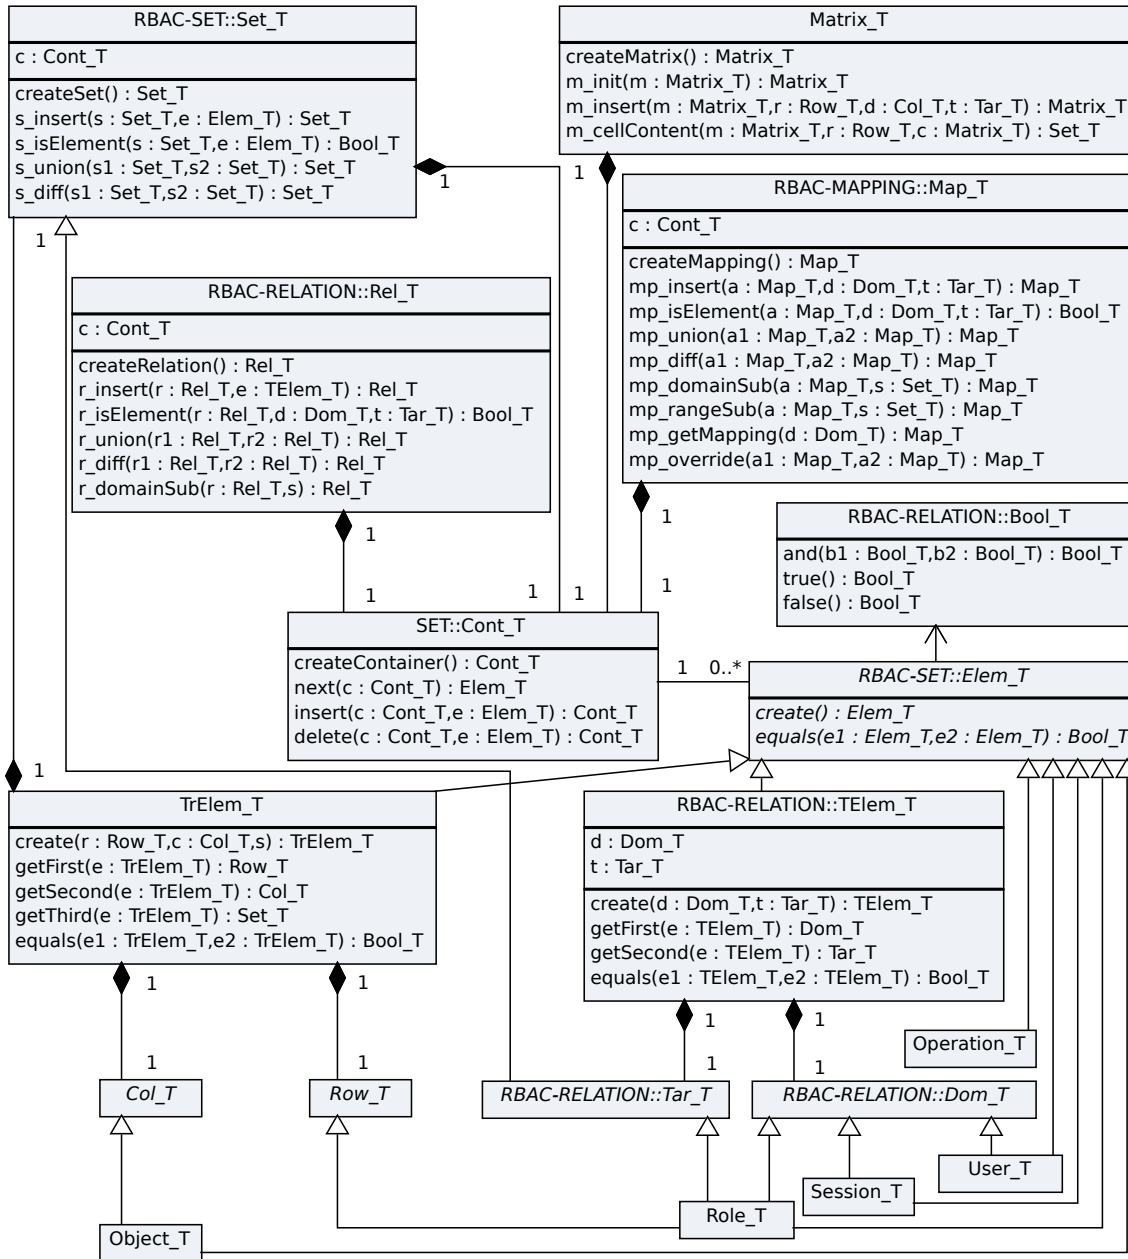 RBAC-SET::Set_T
c : Cont_T
createSet() : Set_T
s_insert(s : Set_T,e : Elem_T) : Set_T
s_isElement(s : Set_T,e : Elem_T) : Bool_T
s_union(s1 : Set_T,s2 : Set_T) : Set_T
s_diff(s1 : Set_T,s2 : Set_T) : Set_T
1
1
Matrix_T
createMatrix() : Matrix_T
m_init(m : Matrix_T) : Matrix_T
m_insert(m : Matrix_T,r : Row_T,d : Col_T,t : Tar_T) : Matrix_T
m_cellContent(m : Matrix_T,r : Row_T,c : Matrix_T) : Set_T
1
RBAC-MAPPING::Map_T
c : Cont_T
createMapping() : Map_T
mp_insert(a : Map_T,d : Dom_T,t : Tar_T) : Map_T
mp_isElement(a : Map_T,d : Dom_T,t : Tar_T) : Bool_T
mp_union(a1 : Map_T,a2 : Map_T) : Map_T
mp_diff(a1 : Map_T,a2 : Map_T) : Map_T
mp_domainSub(a : Map_T,s : Set_T) : Map_T
mp_rangeSub(a : Map_T,s : Set_T) : Map_T
mp_getMapping(d : Dom_T) : Map_T
mp_override(a1 : Map_T,a2 : Map_T) : Map_T
1
RBAC-RELATION::Rel_T
c : Cont_T
createRelation() : Rel_T
r_insert(r : Rel_T,e : TElem_T) : Rel_T
r_isElement(r : Rel_T,d : Dom_T,t : Tar_T) : Bool_T
r_union(r1 : Rel_T,r2 : Rel_T) : Rel_T
r_diff(r1 : Rel_T,r2 : Rel_T) : Rel_T
r_domainSub(r : Rel_T,s) : Rel_T
1
RBAC-RELATION::Bool_T
and(b1 : Bool_T,b2 : Bool_T) : Bool_T
true() : Bool_T
false() : Bool_T
1
1
1
1
SET::Cont_T
createContainer() : Cont_T
next(c : Cont_T) : Elem_T
insert(c : Cont_T,e : Elem_T) : Cont_T
delete(c : Cont_T,e : Elem_T) : Cont_T
1 0..*
RBAC-SET::Elem_T
create() : Elem_T
equals(e1 : Elem_T,e2 : Elem_T) : Bool_T
1
TrElem_T
create(r : Row_T,c : Col_T,s) : TrElem_T
getFirst(e : TrElem_T) : Row_T
getSecond(e : TrElem_T) : Col_T
getThird(e : TrElem_T) : Set_T
equals(e1 : TrElem_T,e2 : TrElem_T) : Bool_T
RBAC-RELATION::TElem_T
d : Dom_T
t : Tar_T
create(d : Dom_T,t : Tar_T) : TElem_T
getFirst(e : TElem_T) : Dom_T
getSecond(e : TElem_T) : Tar_T
equals(e1 : TElem_T,e2 : TElem_T) : Bool_T
1
1
1
1
Operation_T
1
1
1
1
Col_T
Row_T
RBAC-RELATION::Tar_T
RBAC-RELATION::Dom_T
User_T
Session_T
Role_T
Object_T